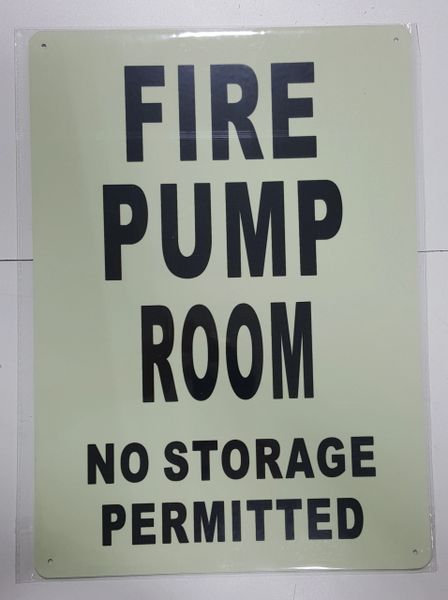 FIRE
PUMP
ROOM
NO STORAGE
PERMITTED